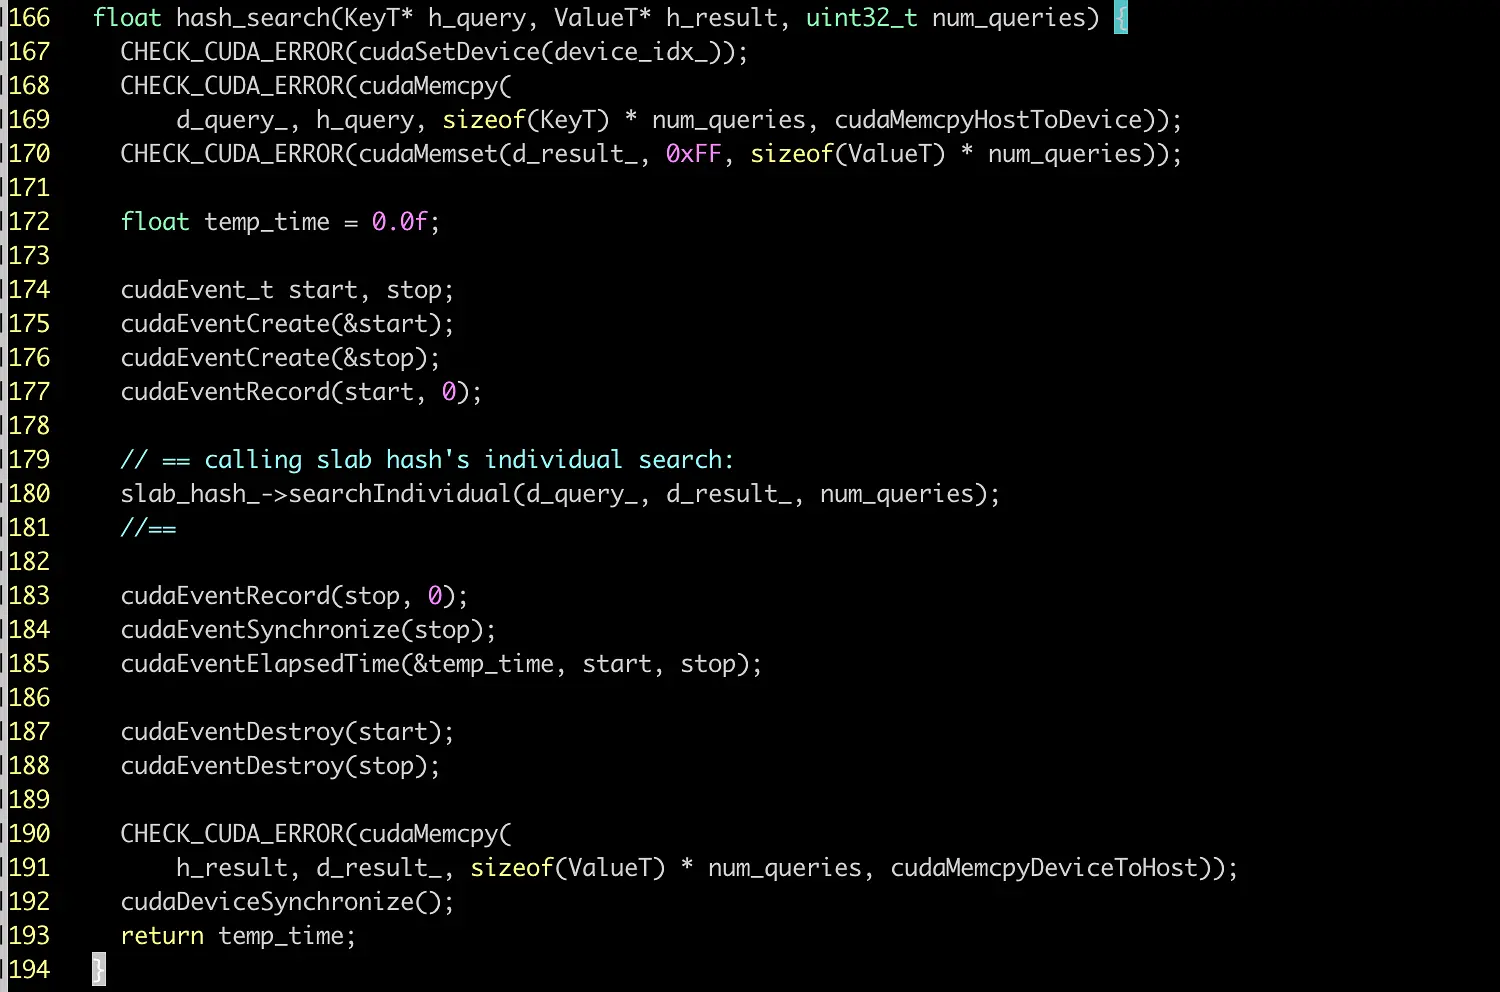 166   float hash_search(KeyT* h_query, ValueT* h_result, uint32_t num_queries) {
167     CHECK_CUDA_ERROR(cudaSetDevice(device_idx_));
168     CHECK_CUDA_ERROR(cudaMemcpy(
169         d_query_, h_query, sizeof(KeyT) * num_queries, cudaMemcpyHostToDevice));
170     CHECK_CUDA_ERROR(cudaMemset(d_result_, 0xFF, sizeof(ValueT) * num_queries));
171
172     float temp_time = 0.0f;
173
174     cudaEvent_t start, stop;
175     cudaEventCreate(&start);
176     cudaEventCreate(&stop);
177     cudaEventRecord(start, 0);
178
179     // == calling slab hash's individual search:
180     slab_hash_->searchIndividual(d_query_, d_result_, num_queries);
181     //==
182
183     cudaEventRecord(stop, 0);
184     cudaEventSynchronize(stop);
185     cudaEventElapsedTime(&temp_time, start, stop);
186
187     cudaEventDestroy(start);
188     cudaEventDestroy(stop);
189
190     CHECK_CUDA_ERROR(cudaMemcpy(
191         h_result, d_result_, sizeof(ValueT) * num_queries, cudaMemcpyDeviceToHost));
192     cudaDeviceSynchronize();
193     return temp_time;
194   }